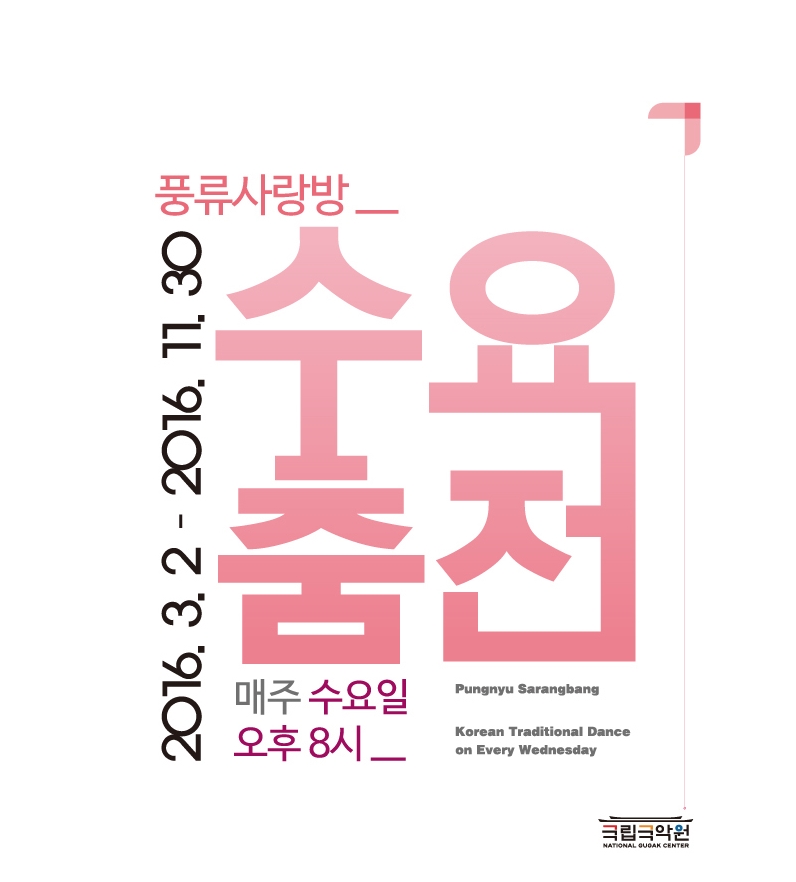 풍류사랑방
2016. 3. 2 - 2016. 11. 30
수요
춤전
매주 수요일
오후 8시
Pungnyu Sarangbang
Korean Traditional Dance
on Every Wednesday
국립국악원
NATIONAL GUGAK CENTER